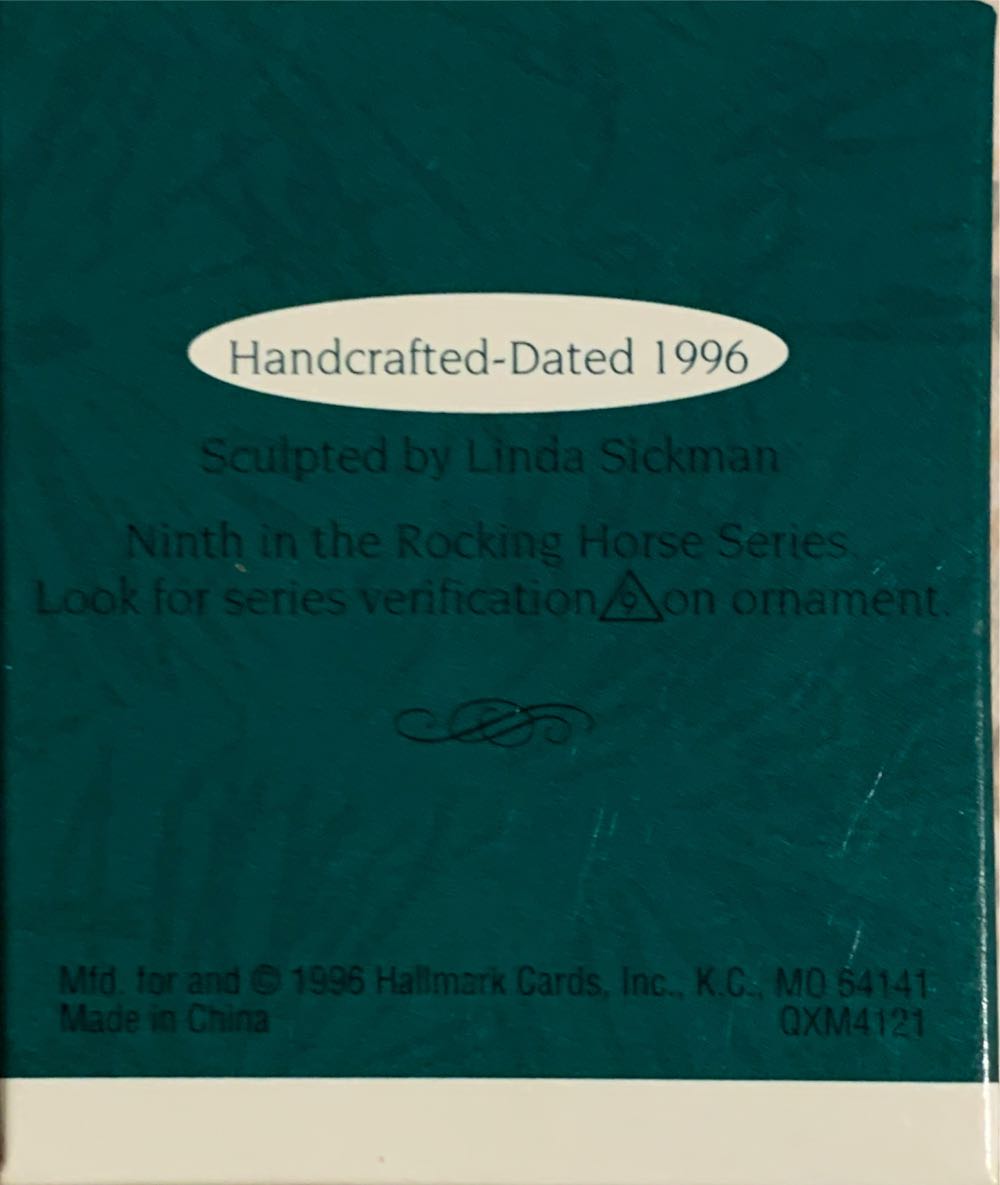 Handcrafted-Dated 1996
Sculpted by Linda Sickman
Ninth in the Rocking Horse Series
Look for series verification 9 on ornament.
Mfd. for and © 1996 Hallmark Cards, Inc., K.C., MO 64141
Made in China QXM4121